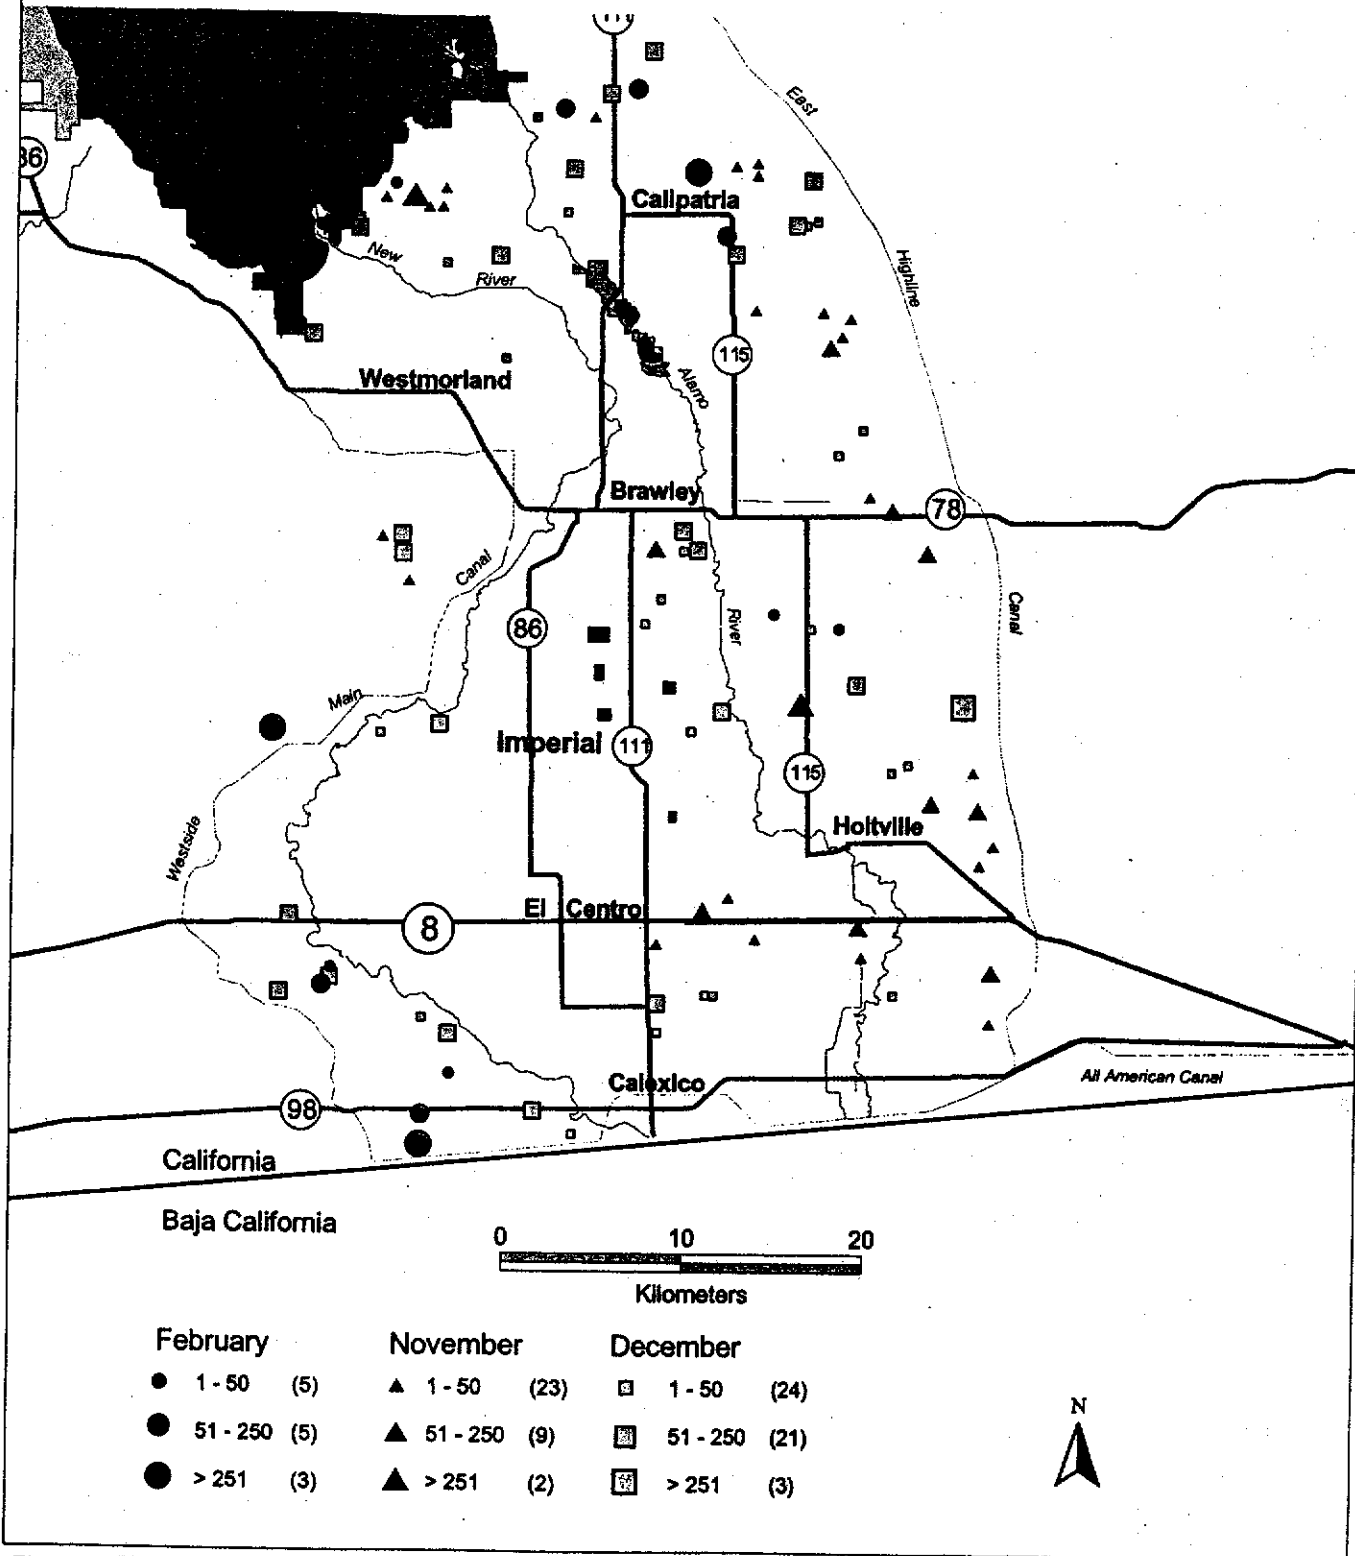 111
East
86
Calipatria
New
River
Highline
115
Westmorland
Alamo
Brawley
78
Canal
Canal
86
River
Main
Imperial
111
115
Westside
Holtville
El Centro
8
All American Canal
Calexico
98
California
Baja California
0 10 20
Kilometers
February November December
1 - 50 (5) 1 - 50 (23) 1 - 50 (24)
51 - 250 (5) 51 - 250 (9) 51 - 250 (21)
> 251 (3) > 251 (2) > 251 (3)
N